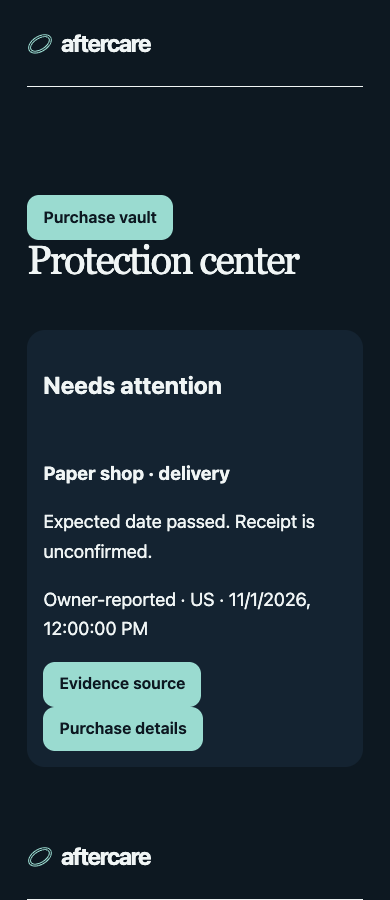 aftercare
Purchase vault
Protection center
Needs attention
Paper shop · delivery
Expected date passed. Receipt is
unconfirmed.
Owner-reported · US · 11/1/2026,
12:00:00 PM
Evidence source
Purchase details
aftercare